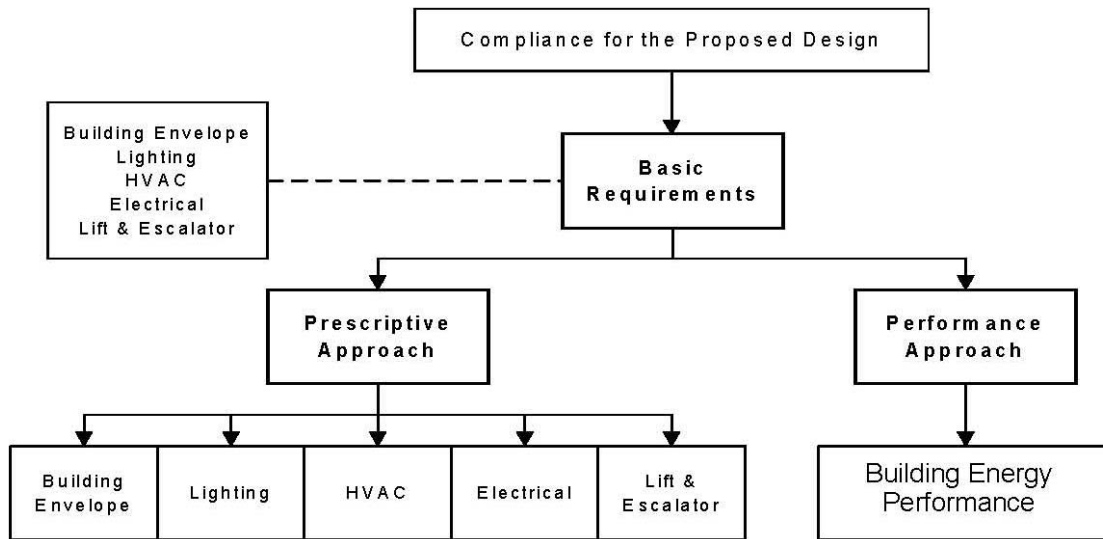 Compliance for the Proposed Design
Building Envelope
Lighting
HVAC
Electrical
Lift & Escalator
Basic
Requirements
Prescriptive
Approach
Performance
Approach
Building
Envelope
Lighting
HVAC
Electrical
Lift &
Escalator
Building Energy
Performance